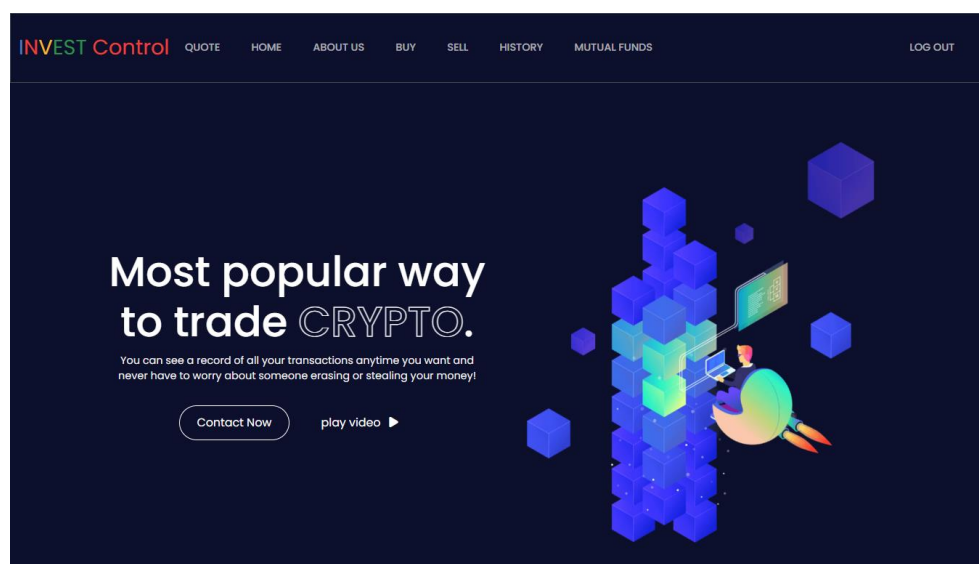 INVEST Control QUOTE HOME ABOUT US BUY SELL HISTORY MUTUAL FUNDS LOG OUT
Most popular way
to trade CRYPTO.
You can see a record of all your transactions anytime you want and
never have to worry about someone erasing or stealing your money!
Contact Now play video